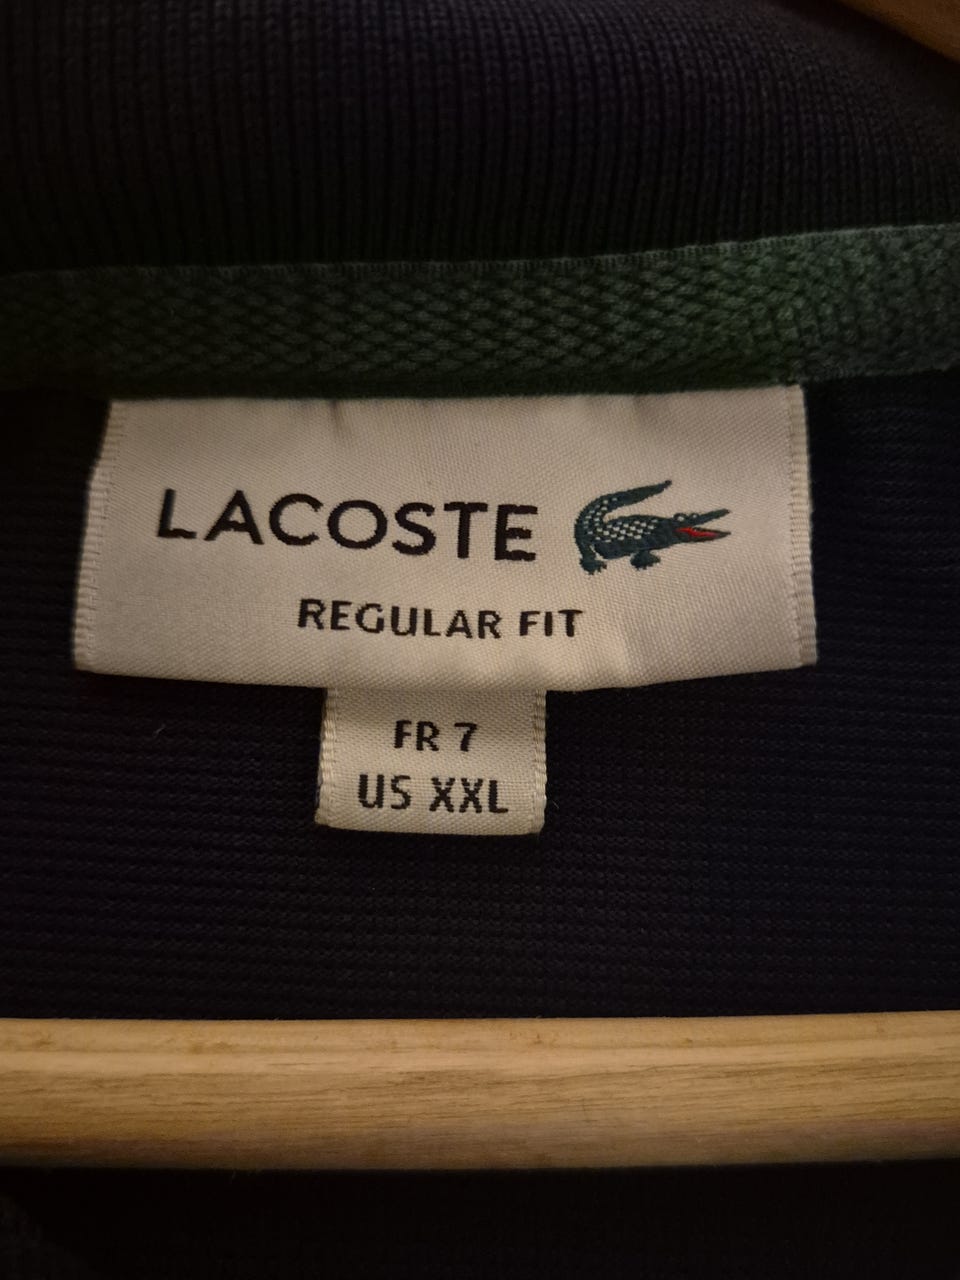 LACOSTE
REGULAR FIT
FR 7
US XXL